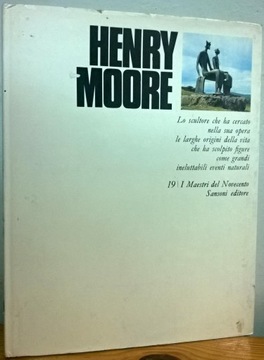 HENRY
MOORE
Lo scultore che ha cercato
nella sua opera
le larghe origini della vita
che ha scolpito figure
come grandi
ineluttabili eventi naturali
19 | I Maestri del Novecento
Sansoni editore